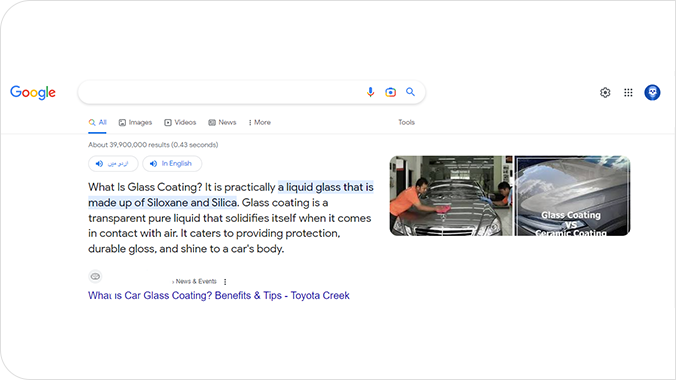 Google
All Images Videos News More Tools
About 39,900,000 results (0.43 seconds)
اردو میں In English
What Is Glass Coating? It is practically a liquid glass that is
made up of Siloxane and Silica. Glass coating is a
transparent pure liquid that solidifies itself when it comes
in contact with air. It caters to providing protection,
durable gloss, and shine to a car's body.
Glass Coating
VS
Ceramic Coating
› News & Events
What is Car Glass Coating? Benefits & Tips - Toyota Creek